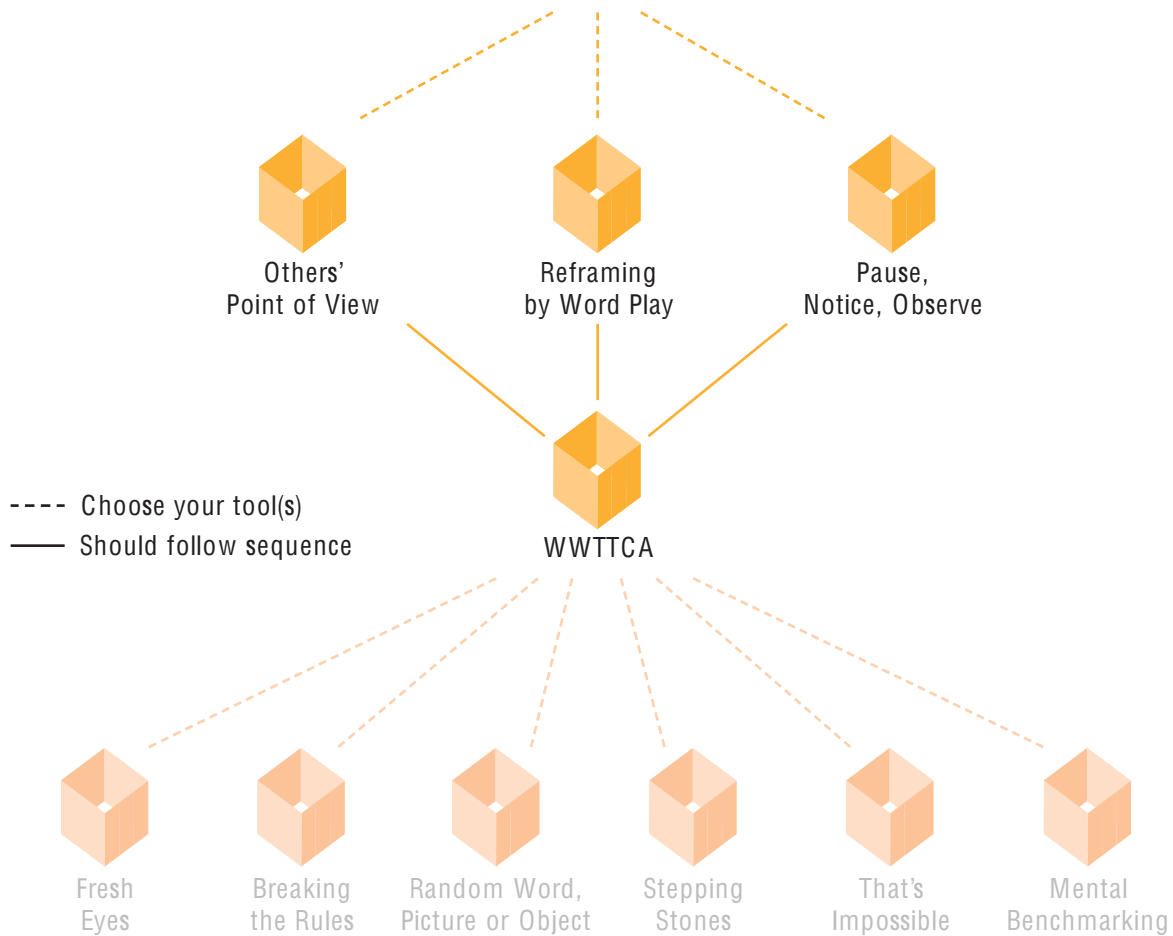 Others'
Point of View
Reframing
by Word Play
Pause,
Notice, Observe
Choose your tool(s)
Should follow sequence
WWTTCA
Fresh
Eyes
Breaking
the Rules
Random Word,
Picture or Object
Stepping
Stones
That's
Impossible
Mental
Benchmarking